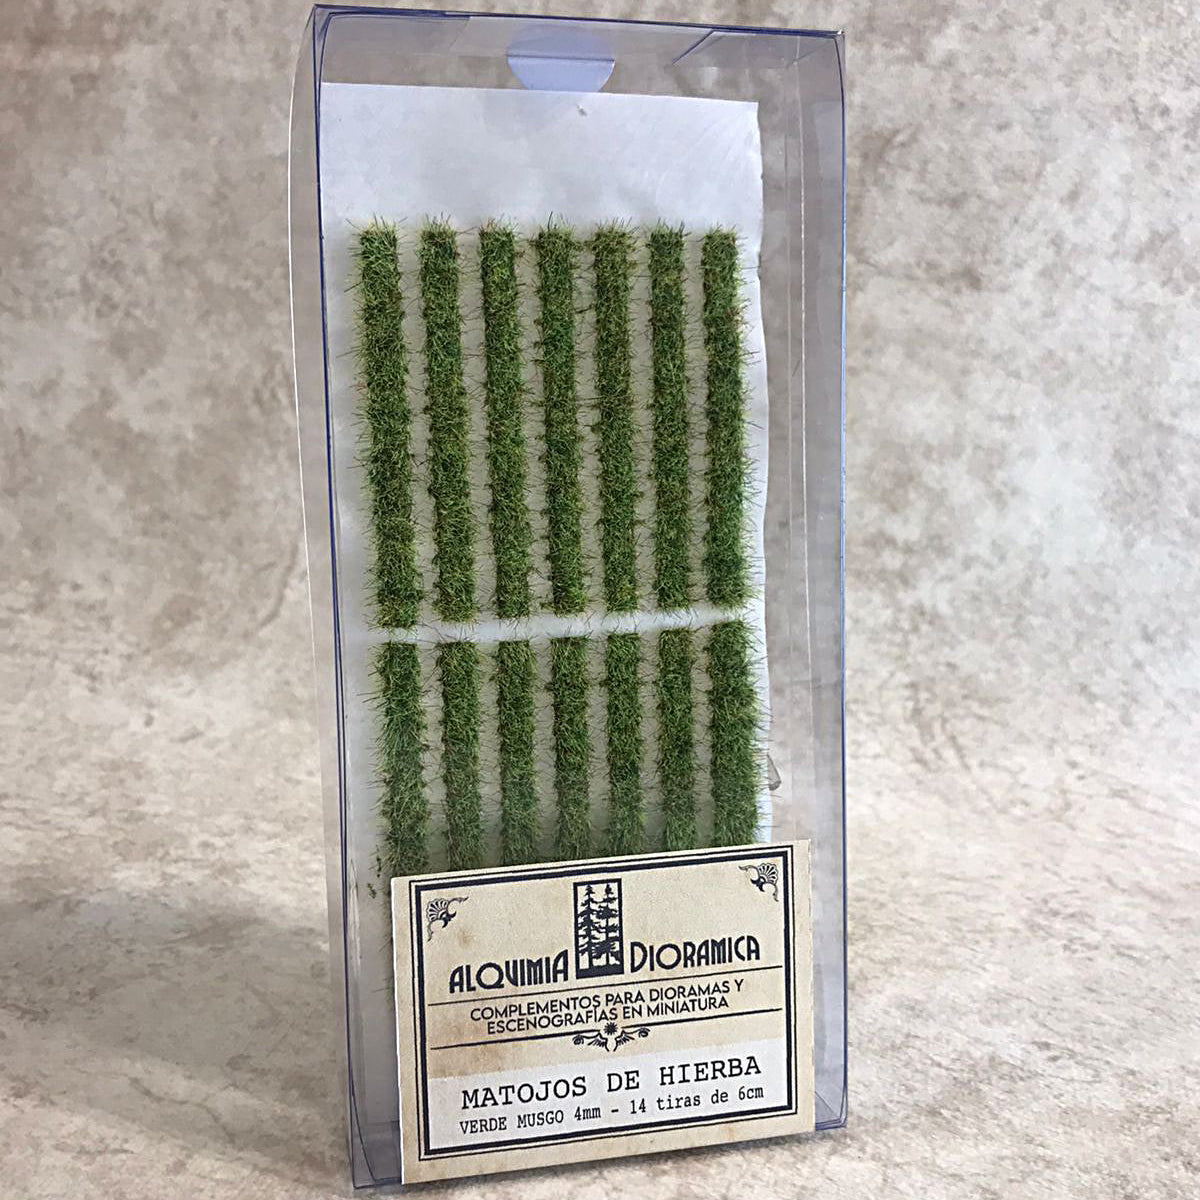 ALQUIMIA DIORAMICA
COMPLEMENTOS PARA DIORAMAS Y
ESCENOGRAFÍAS EN MINIATURA
MATOJOS DE HIERBA
VERDE MUSGO 4mm - 14 tiras de 6cm